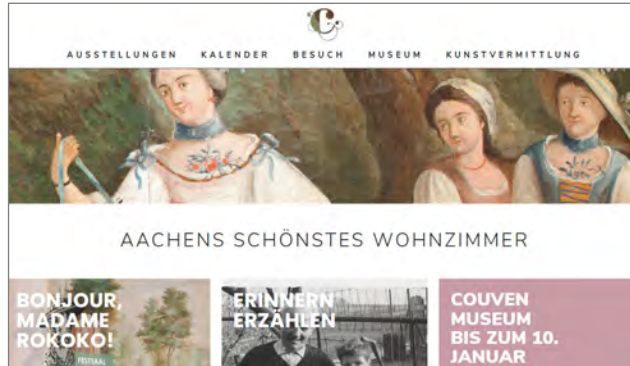 C
AUSSTELLUNGEN KALENDER BESUCH MUSEUM KUNSTVERMITTLUNG
AACHENS SCHÖNSTES WOHNZIMMER
BONJOUR,
MADAME
ROKOKO!
FESTSAAL
ERINNERN
ERZÄHLEN
COUVEN
MUSEUM
BIS ZUM 10.
JANUAR